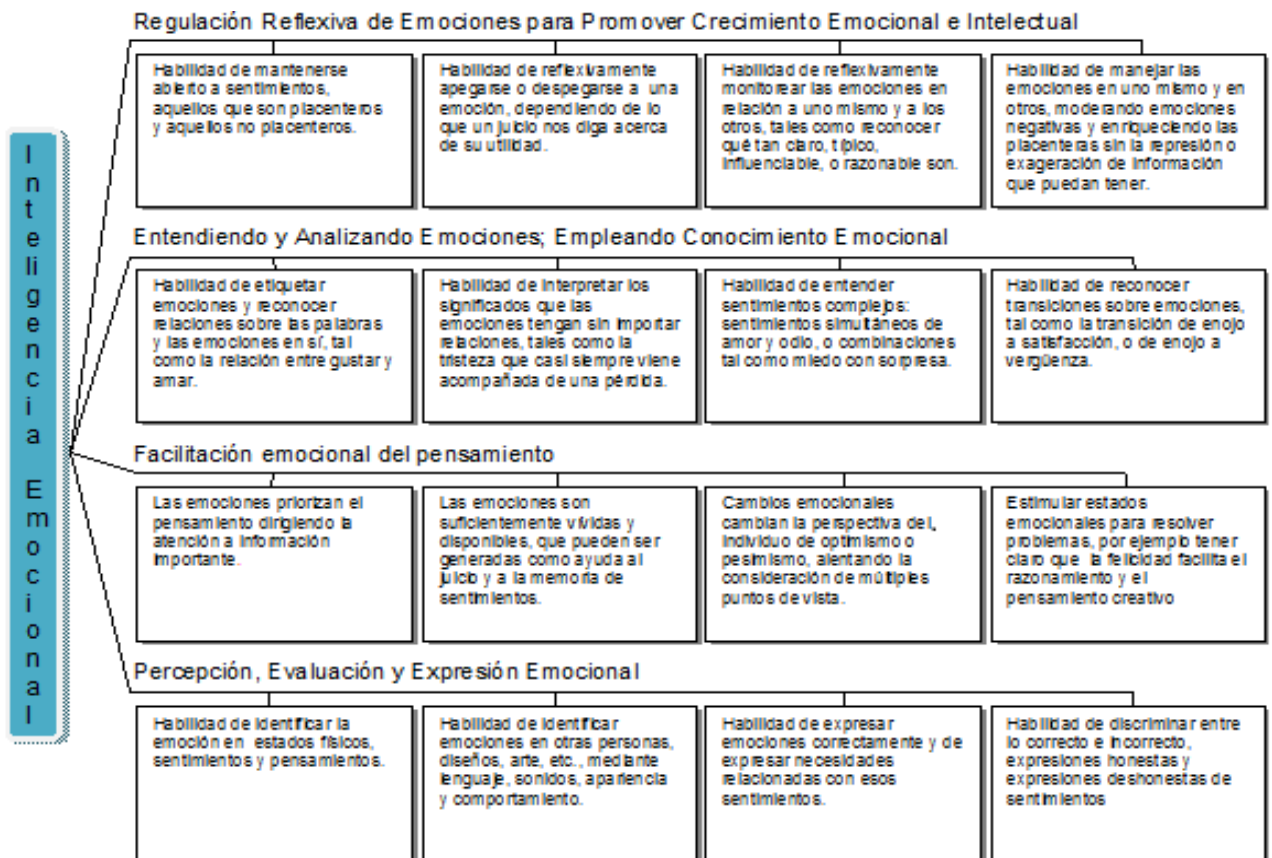 Inteligencia Emocional
Regulación Reflexiva de Emociones para Promover Crecimiento Emocional e Intelectual
Habilidad de mantenerse
abierto a sentimientos,
aquellos que son placenteros
y aquellos no placenteros.
Habilidad de reflexivamente
apegarse o despegarse a una
emoción, dependiendo de lo
que un juicio nos diga acerca
de su utilidad.
Habilidad de reflexivamente
monitorear las emociones en
relación a uno mismo y a los
otros, tales como reconocer
qué tan claro, típico,
influenciable, o razonable son.
Habilidad de manejar las
emociones en uno mismo y en
otros, moderando emociones
negativas y enriqueciendo las
placenteras sin la represión o
exageración de información
que puedan tener.
Entendiendo y Analizando Emociones; Empleando Conocimiento Emocional
Habilidad de etiquetar
emociones y reconocer
relaciones sobre las palabras
y las emociones en sí, tal
como la relación entre gustar y
amar.
Habilidad de interpretar los
significados que las
emociones tengan sin importar
relaciones, tales como la
tristeza que casi siempre viene
acompañada de una pérdida.
Habilidad de entender
sentimientos complejos:
sentimientos simultáneos de
amor y odio, o combinaciones
tal como miedo con sorpresa.
Habilidad de reconocer
transiciones sobre emociones,
tal como la transición de enojo
a satisfacción, o de enojo a
vergüenza.
Facilitación emocional del pensamiento
Las emociones priorizan el
pensamiento dirigiendo la
atención a información
importante.
Las emociones son
suficientemente vívidas y
disponibles, que pueden ser
generadas como ayuda al
juicio y a la memoria de
sentimientos.
Cambios emocionales
cambian la perspectiva del,
individuo de optimismo o
pesimismo, alentando la
consideración de múltiples
puntos de vista.
Estimular estados
emocionales para resolver
problemas, por ejemplo tener
claro que la felicidad facilita el
razonamiento y el
pensamiento creativo
Percepción, Evaluación y Expresión Emocional
Habilidad de identificar la
emoción en estados físicos,
sentimientos y pensamientos.
Habilidad de identificar
emociones en otras personas,
diseños, arte, etc., mediante
lenguaje, sonidos, apariencia
y comportamiento.
Habilidad de expresar
emociones correctamente y de
expresar necesidades
relacionadas con esos
sentimientos.
Habilidad de discriminar entre
lo correcto e incorrecto,
expresiones honestas y
expresiones deshonestas de
sentimientos